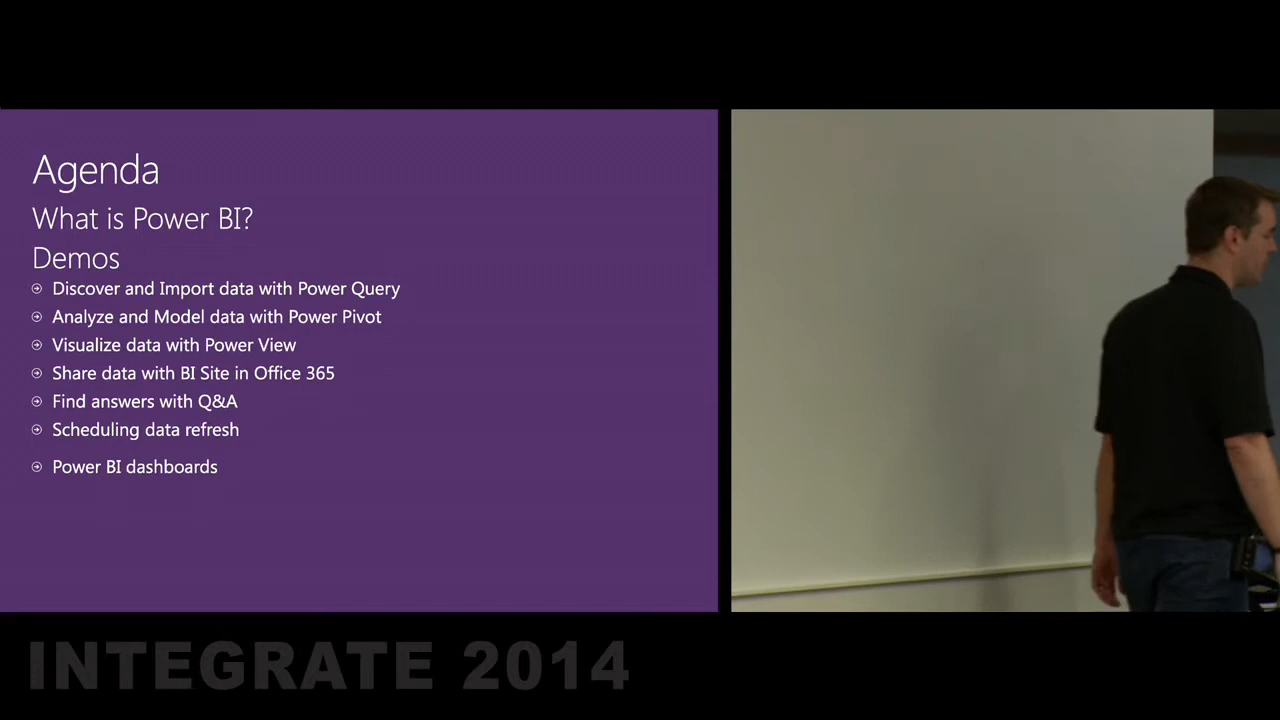 Agenda
What is Power BI?
Demos
Discover and Import data with Power Query
Analyze and Model data with Power Pivot
Visualize data with Power View
Share data with BI Site in Office 365
Find answers with Q&A
Scheduling data refresh
Power BI dashboards
INTEGRATE 2014